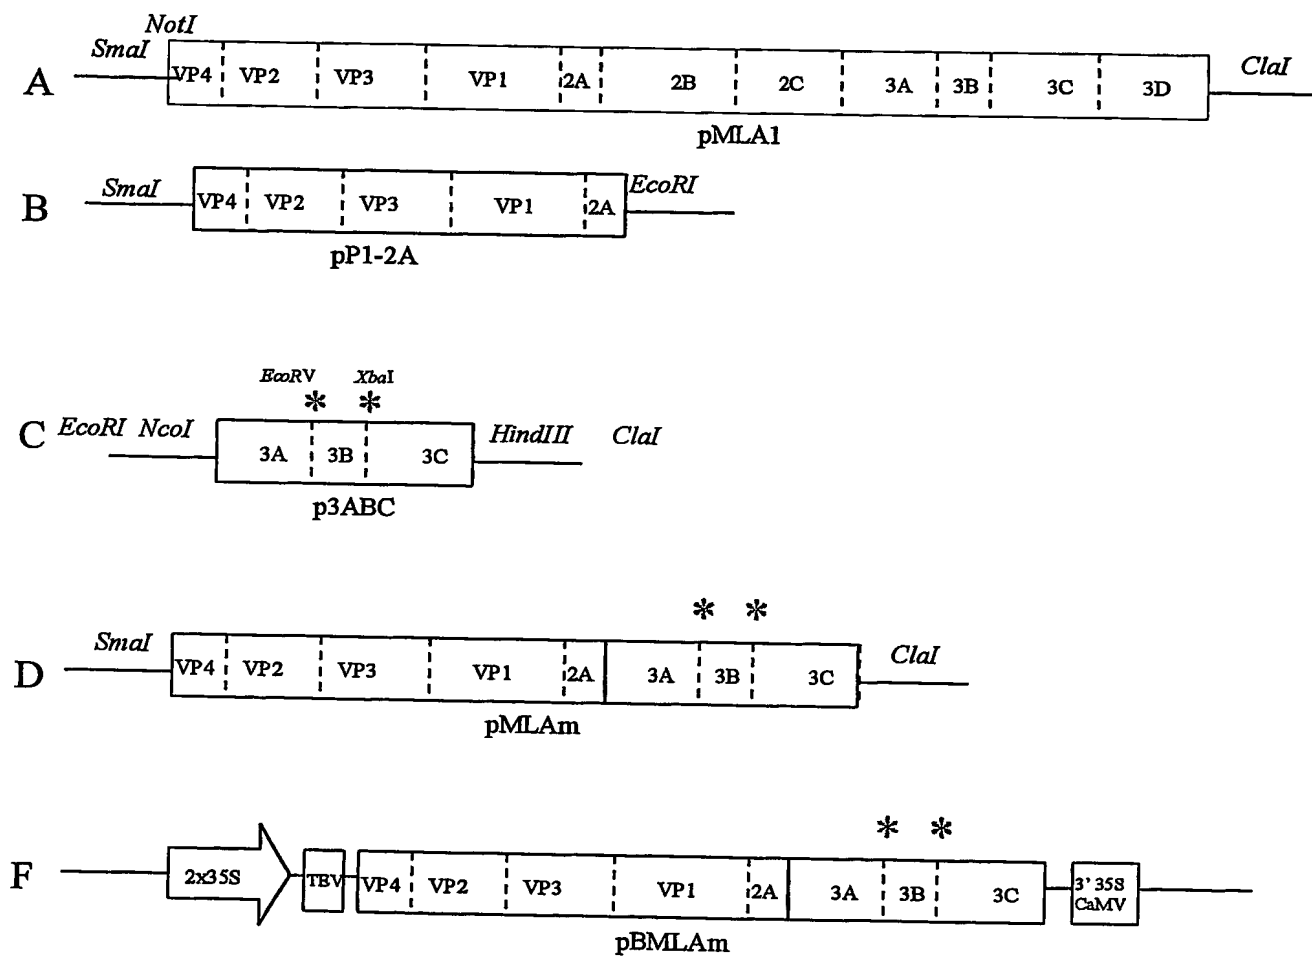 NotI
SmaI
ClaI
A VP4 VP2 VP3 VP1 2A 2B 2C 3A 3B 3C 3D
pMLA1
SmaI EcoRI
B VP4 VP2 VP3 VP1 2A
pP1-2A
EcoRV XbaI
* *
C EcoRI NcoI HindIII ClaI
3A 3B 3C
p3ABC
* *
SmaI ClaI
D VP4 VP2 VP3 VP1 2A 3A 3B 3C
pMLAm
* *
F 2x35S TEV VP4 VP2 VP3 VP1 2A 3A 3B 3C 3'35S
CaMV
pBMLAm